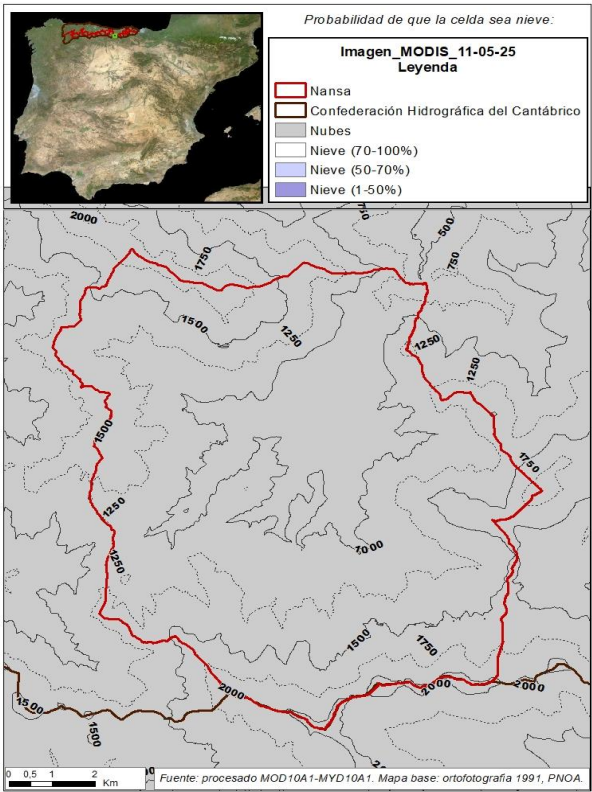 Probabilidad de que la celda sea nieve:
Imagen_MODIS_11-05-25
Leyenda
Nansa
Confederación Hidrográfica del Cantábrico
Nubes
Nieve (70-100%)
Nieve (50-70%)
Nieve (1-50%)
2000
1750
750
500
750
1500
1250
1250
1250
1500
1750
1250
1250
1000
1500
1750
2000
2000
2000
1500
1500
0 0,5 1 2
Km
Fuente: procesado MOD10A1-MYD10A1. Mapa base: ortofotografia 1991, PNOA.